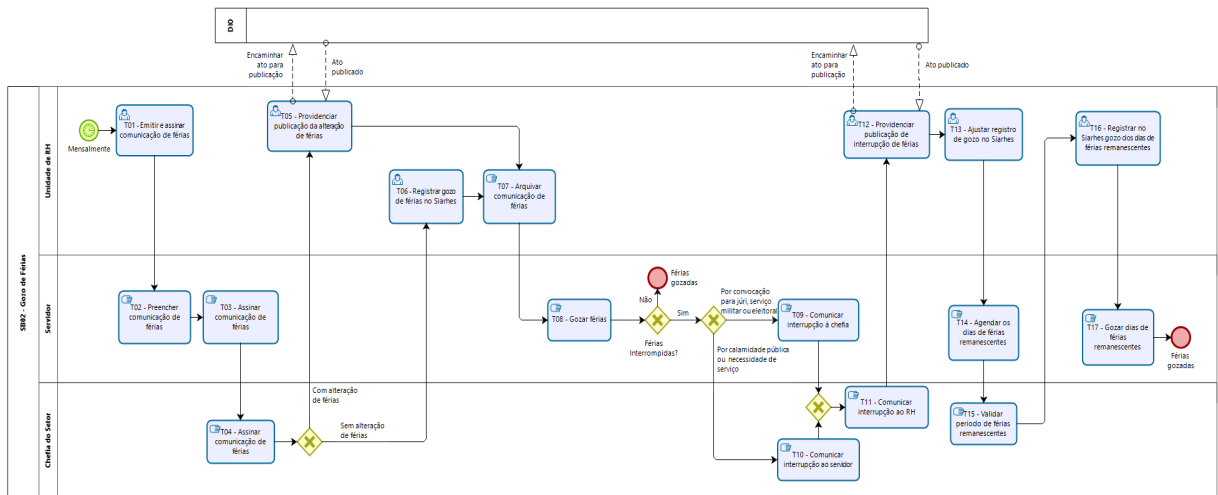 DIO
Encaminhar
ato para
publicação
Ato
publicado
Encaminhar
ato para
publicação
Ato publicado
SB02 - Gozo de Férias
Unidade de RH
Mensalmente
T01 - Emitir e assinar
comunicação de férias
T05 - Providenciar
publicação da alteração
de férias
T06 - Registrar gozo
de férias no Siarhes
T07 - Arquivar
comunicação de
férias
T12 - Providenciar
publicação de
interrupção de férias
T13 - Ajustar registro
de gozo no Siarhes
T16 - Registrar no
Siarhes gozo dos dias de
férias remanescentes
Servidor
T02 - Preencher
comunicação de
férias
T03 - Assinar
comunicação de
férias
T08 - Gozar férias
Não
Férias
gozadas
Sim
Férias
Interrompidas?
Por convocação
para júri, serviço
militar ou eleitoral
Por calamidade pública
ou necessidade de
serviço
T09 - Comunicar
interrupção à chefia
T14 - Agendar os
dias de férias
remanescentes
T17 - Gozar dias de
férias
remanescentes
Férias
gozadas
Chefia do Setor
T04 - Assinar
comunicação de
férias
Com alteração
de férias
Sem alteração
de férias
T10 - Comunicar
interrupção ao servidor
T11 - Comunicar
interrupção ao RH
T15 - Validar
período de férias
remanescentes